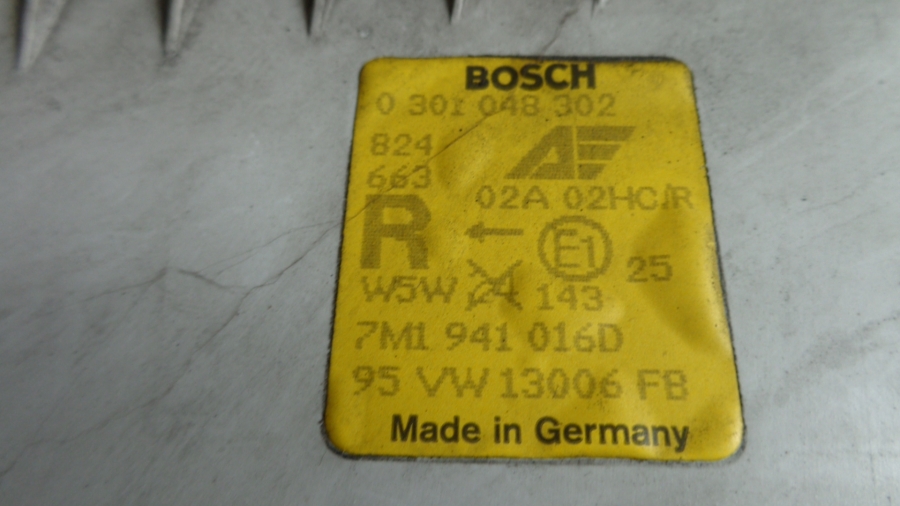 BOSCH
0 301 048 302
824
663
02A 02HC/R
R ← E1 25
W5W 24 143
7M1 941 016D
95 VW 13006 FB
Made in Germany